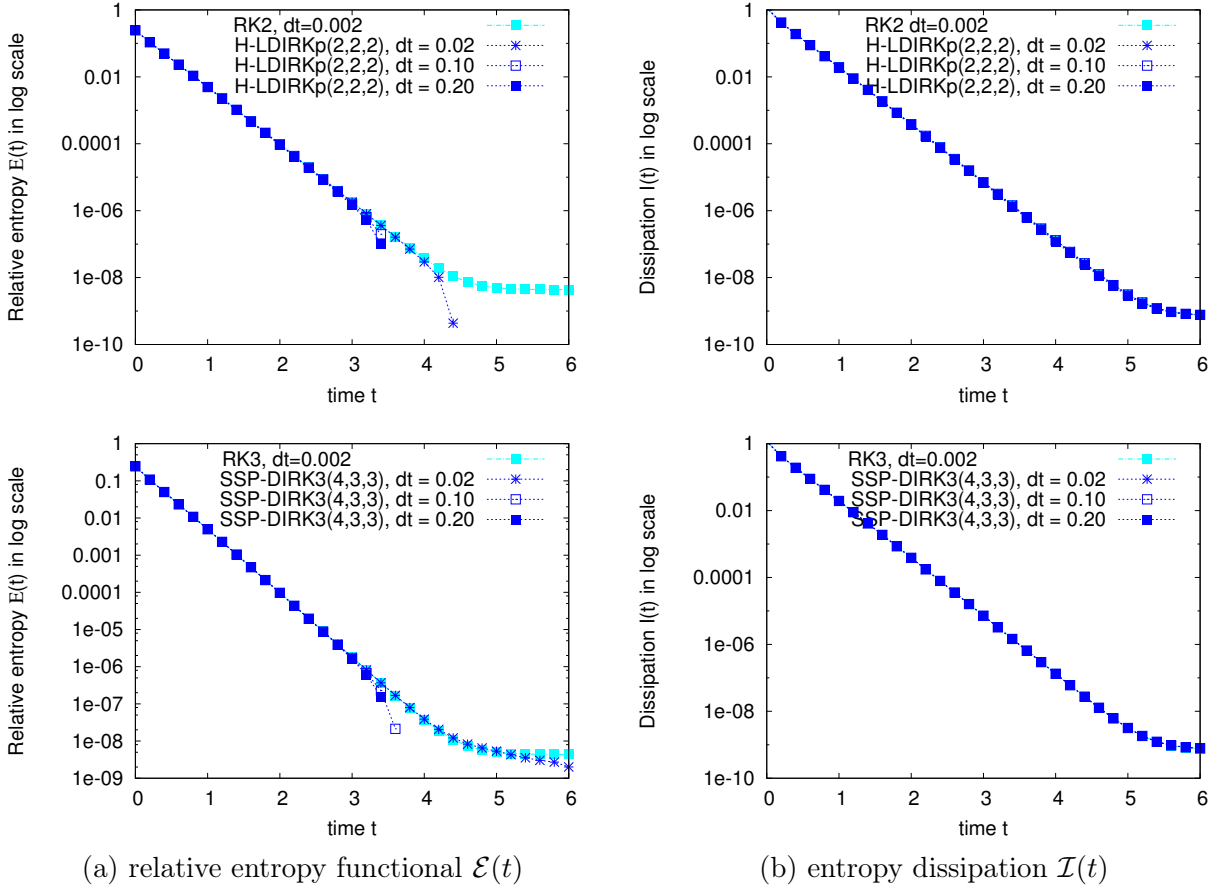 Relative entropy E(t) in log scale
1
0.01
0.0001
1e-06
1e-08
1e-10
RK2, dt=0.002
H-LDIRKp(2,2,2), dt = 0.02
H-LDIRKp(2,2,2), dt = 0.10
H-LDIRKp(2,2,2), dt = 0.20
0 1 2 3 4 5 6
time t
Dissipation I(t) in log scale
1
0.01
0.0001
1e-06
1e-08
1e-10
RK2 dt=0.002
H-LDIRKp(2,2,2), dt = 0.02
H-LDIRKp(2,2,2), dt = 0.10
H-LDIRKp(2,2,2), dt = 0.20
0 1 2 3 4 5 6
time t
Relative entropy E(t) in log scale
1
0.1
0.01
0.001
0.0001
1e-05
1e-06
1e-07
1e-08
1e-09
RK3, dt=0.002
SSP-DIRK3(4,3,3), dt = 0.02
SSP-DIRK3(4,3,3), dt = 0.10
SSP-DIRK3(4,3,3), dt = 0.20
0 1 2 3 4 5 6
time t
Dissipation I(t) in log scale
1
0.01
0.0001
1e-06
1e-08
1e-10
RK3, dt=0.002
SSP-DIRK3(4,3,3), dt = 0.02
SSP-DIRK3(4,3,3), dt = 0.10
SSP-DIRK3(4,3,3), dt = 0.20
0 1 2 3 4 5 6
time t
(a) relative entropy functional ℰ(t)
(b) entropy dissipation ℐ(t)